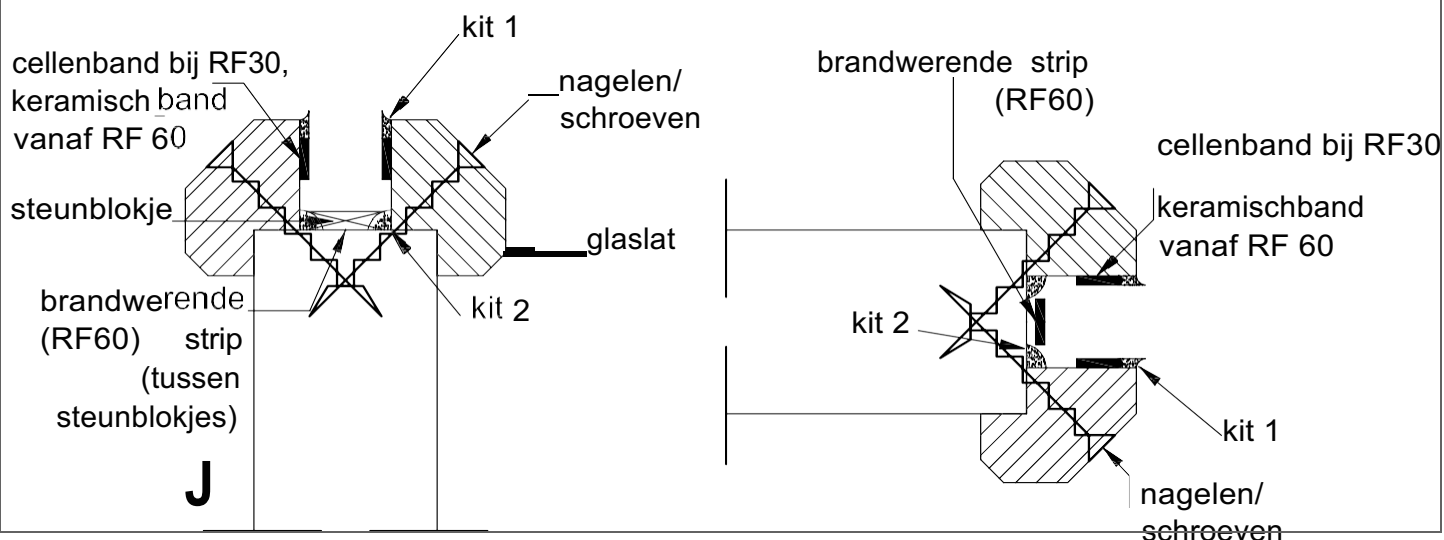 kit 1
cellenband bij RF30,
keramisch band
vanaf RF 60
nagelen/
schroeven
steunblokje
glaslat
brandwerende
(RF60) strip
(tussen
steunblokjes)
kit 2
J
brandwerende strip
(RF60)
cellenband bij RF30
keramischband
vanaf RF 60
kit 2
kit 1
nagelen/
schroeven